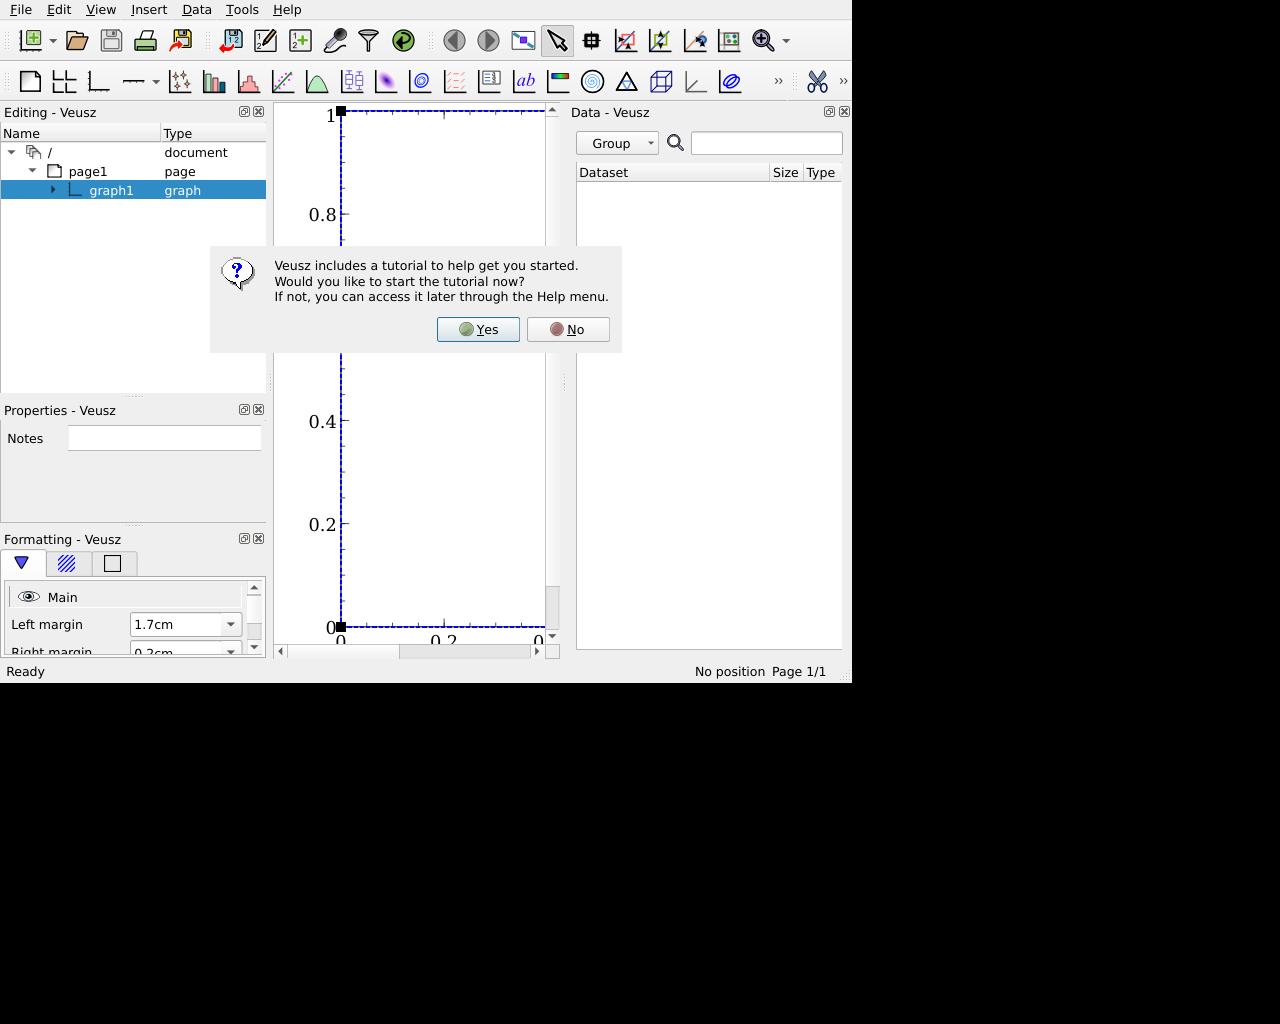 File Edit View Insert Data Tools Help
Editing - Veusz
Name Type
/ document
page1 page
graph1 graph
Properties - Veusz
Notes
Formatting - Veusz
Main
Left margin 1.7cm
Right margin 0.2cm
1
0.8
0.4
0.2
0
0 0.2 0
Veusz includes a tutorial to help get you started.
Would you like to start the tutorial now?
If not, you can access it later through the Help menu.
Yes No
Data - Veusz
Group
Dataset Size Type
Ready No position Page 1/1